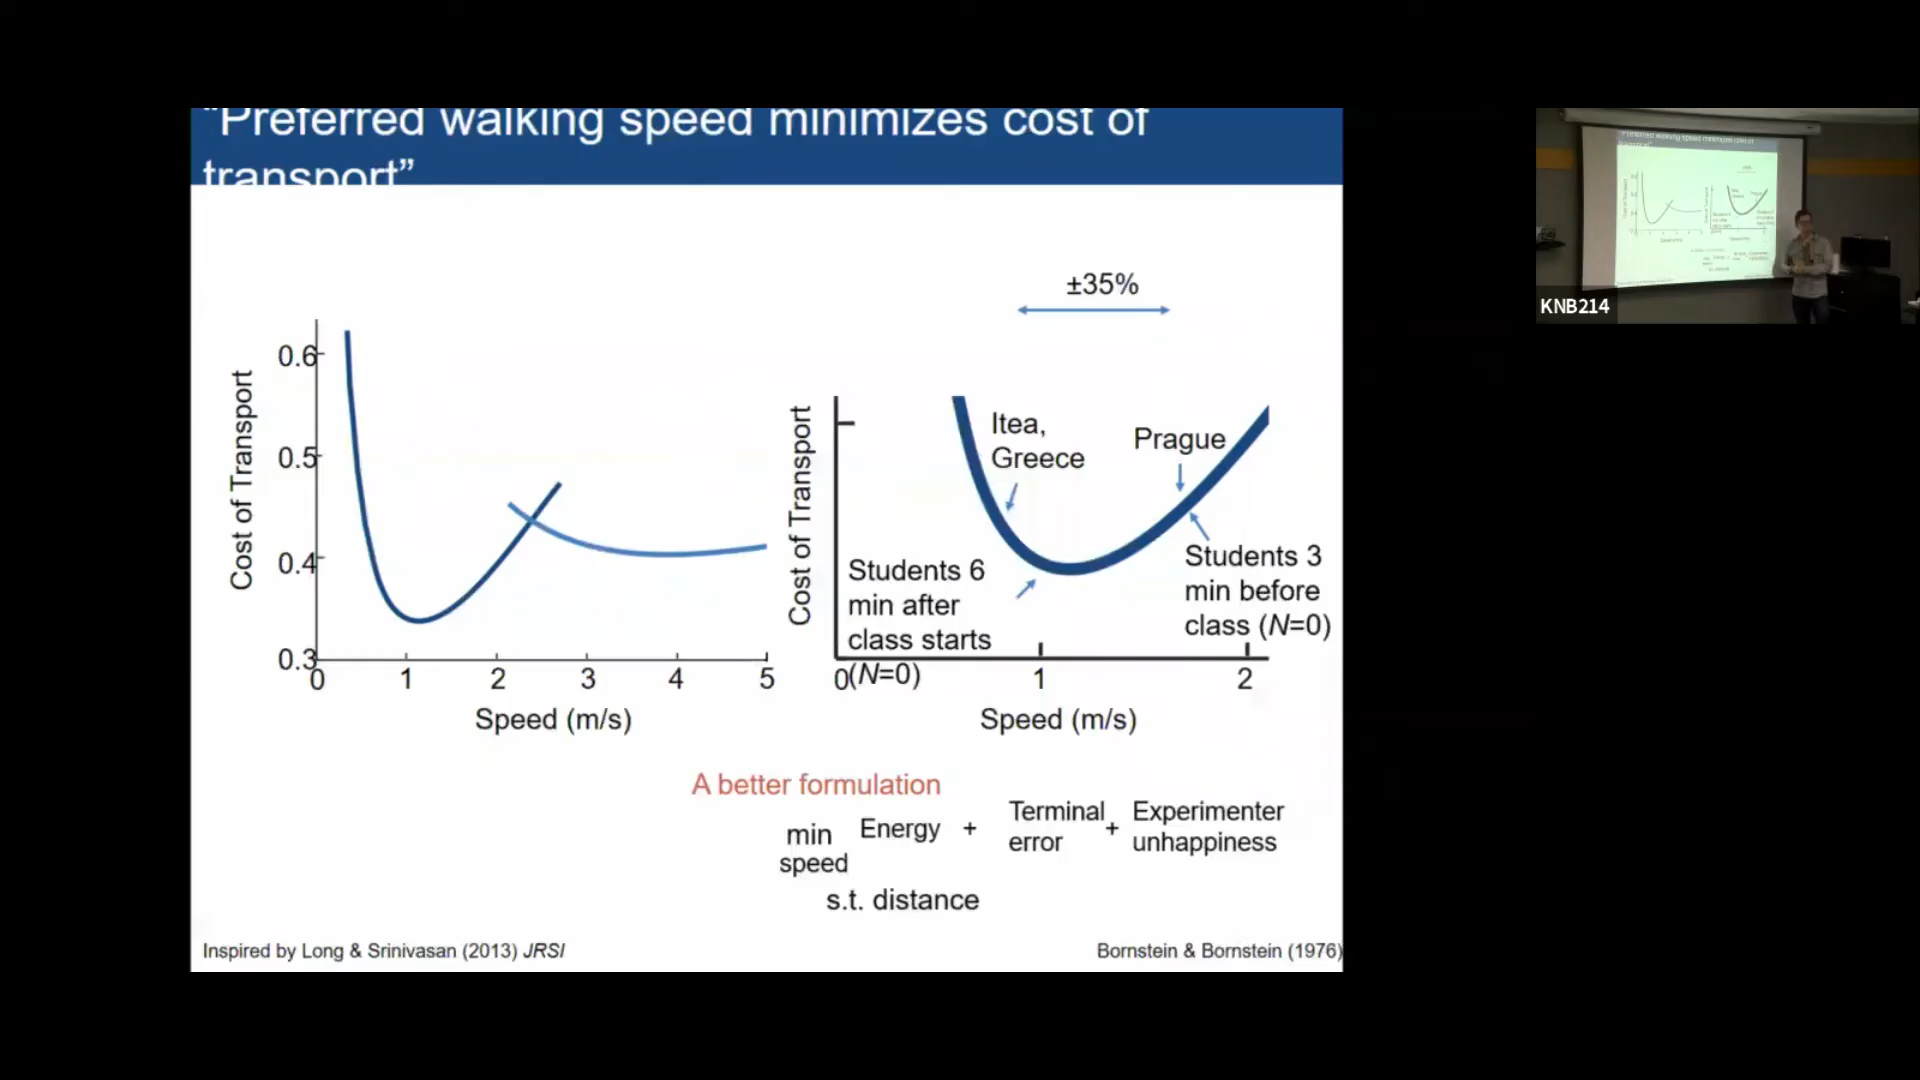 "Preferred walking speed minimizes cost of
transport"
±35%
Cost of Transport
0.6
0.5
0.4
0.3
0
1
2
3
4
5
Speed (m/s)
Cost of Transport
Itea,
Greece
Prague
Students 6
min after
class starts
(N=0)
Students 3
min before
class (N=0)
0
1
2
Speed (m/s)
A better formulation
min
speed
Energy +
Terminal
error
+
Experimenter
unhappiness
s.t. distance
Inspired by Long & Srinivasan (2013) JRSI
Bornstein & Bornstein (1976)
KNB214